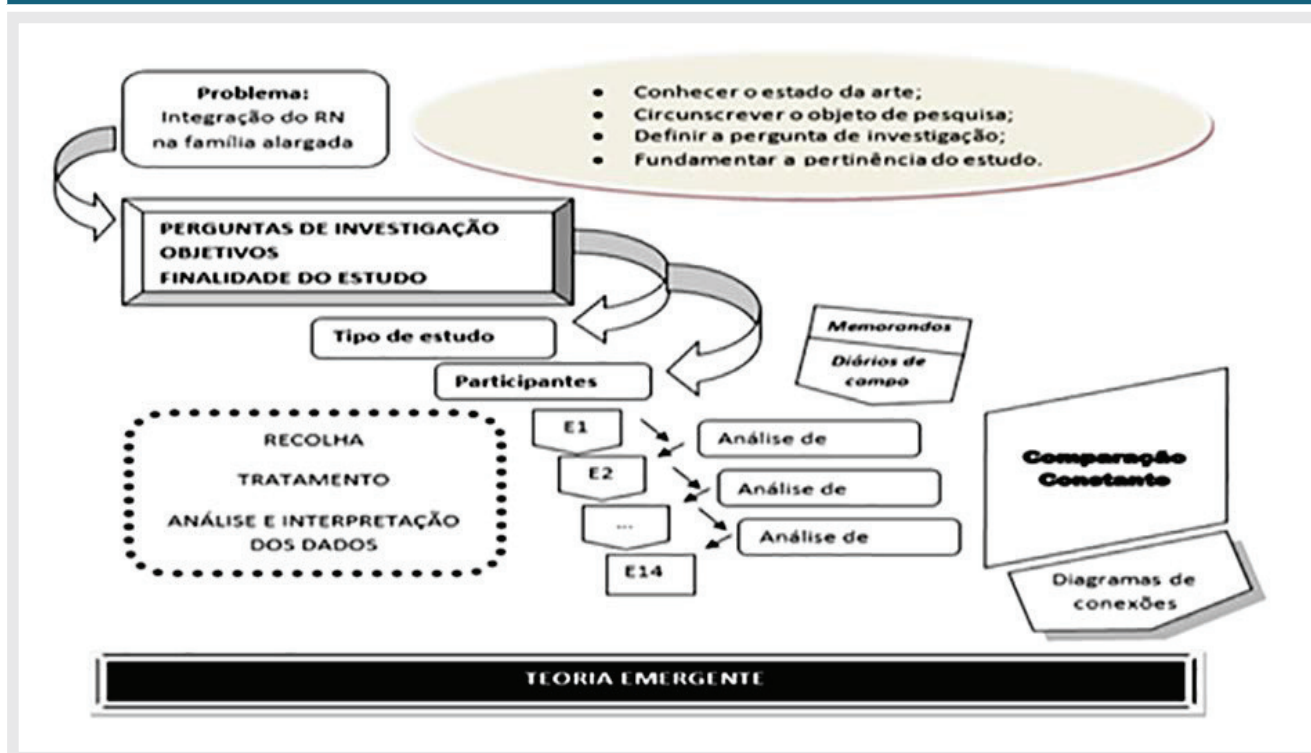 Problema:
Integração do RN
na família alargada
• Conhecer o estado da arte;
• Circunscrever o objeto de pesquisa;
• Definir a pergunta de investigação;
• Fundamentar a pertinência do estudo.
PERGUNTAS DE INVESTIGAÇÃO
OBJETIVOS
FINALIDADE DO ESTUDO
Tipo de estudo
Participantes
Memorandos
Diários de
campo
RECOLHA
TRATAMENTO
ANÁLISE E INTERPRETAÇÃO
DOS DADOS
E1
Análise de
E2
Análise de
...
Análise de
E14
Comparação
Constante
Diagramas de
conexões
TEORIA EMERGENTE